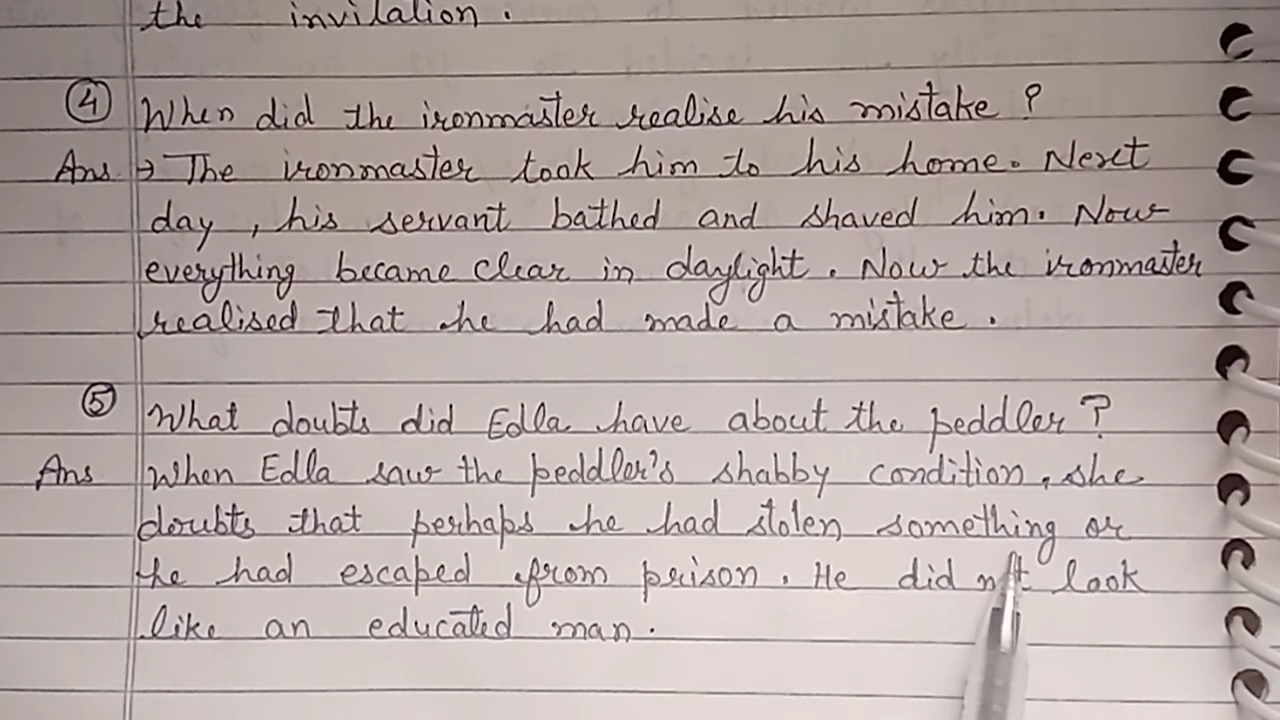 the invilation.
4 When did the ironmaster realise his mistake?
Ans → The ironmaster took him to his home. Next
day, his servant bathed and shaved him. Now
everything became clear in daylight. Now the ironmaster
realised that he had made a mistake.
5 What doubts did Edla have about the peddler?
Ans When Edla saw the peddler's shabby condition, she
doubts that perhaps he had stolen something or
he had escaped from prison. He did not look
like an educated man.